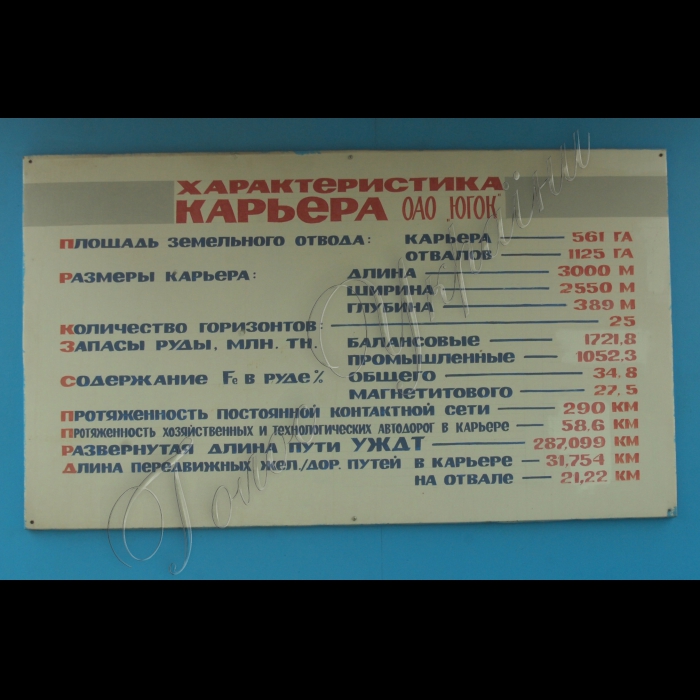 ХАРАКТЕРИСТИКА
КАРЬЕРА ОАО ЮГОК
ПЛОЩАДЬ ЗЕМЕЛЬНОГО ОТВОДА: КАРЬЕРА — 561 ГА
ОТВАЛОВ — 1125 ГА
РАЗМЕРЫ КАРЬЕРА: ДЛИНА — 3000 М
ШИРИНА — 2550 М
ГЛУБИНА — 389 М
КОЛИЧЕСТВО ГОРИЗОНТОВ: — 25
ЗАПАСЫ РУДЫ, МЛН. ТН. БАЛАНСОВЫЕ — 1721,8
ПРОМЫШЛЕННЫЕ — 1052,3
СОДЕРЖАНИЕ Fe В РУДЕ % ОБЩЕГО — 34.8
МАГНЕТИТОВОГО — 27.5
ПРОТЯЖЕННОСТЬ ПОСТОЯННОЙ КОНТАКТНОЙ СЕТИ — 290 КМ
ПРОТЯЖЕННОСТЬ ХОЗЯЙСТВЕННЫХ И ТЕХНОЛОГИЧЕСКИХ АВТОДОРОГ В КАРЬЕРЕ — 58.6 КМ
РАЗВЕРНУТАЯ ДЛИНА ПУТИ УЖДТ — 287,099 КМ
ДЛИНА ПЕРЕДВИЖНЫХ ЖЕЛ./ДОР. ПУТЕЙ В КАРЬЕРЕ — 31,754 КМ
НА ОТВАЛЕ — 21,22 КМ
Голос України